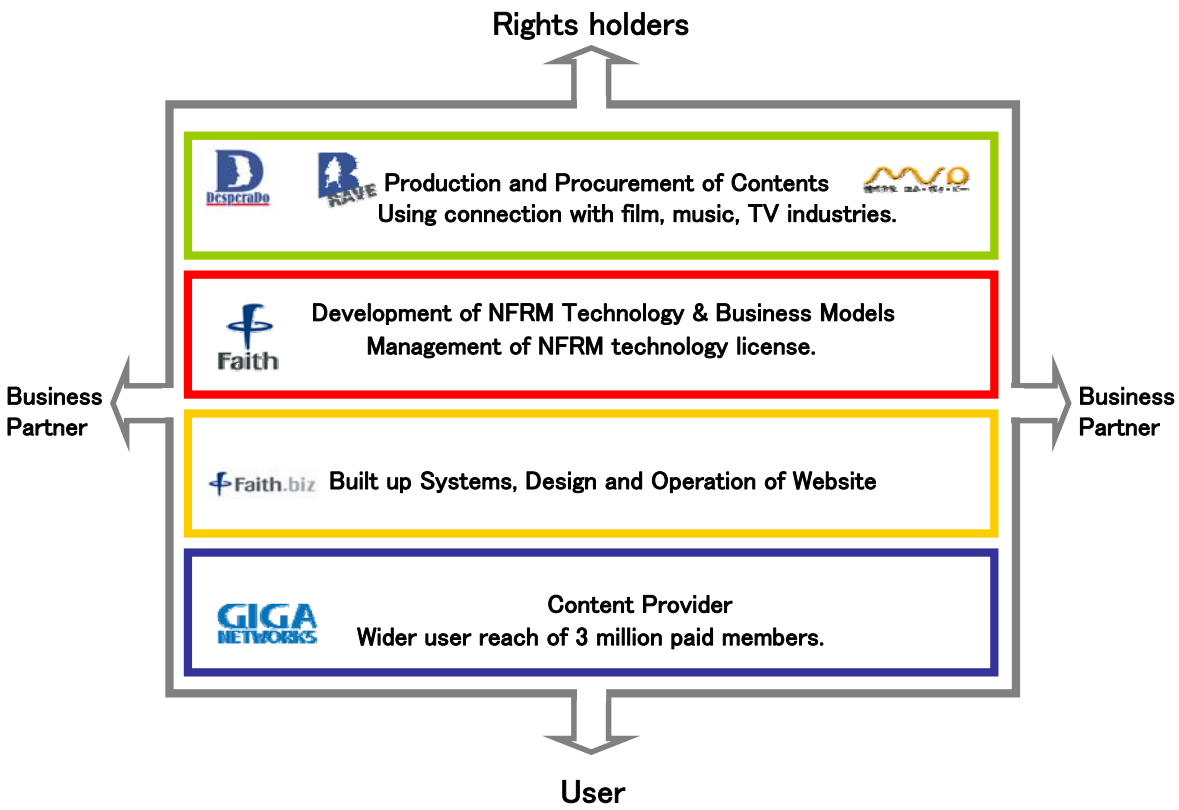 Rights holders
DesperaDo
BRAVE
Production and Procurement of Contents
Using connection with film, music, TV industries.
Faith
Development of NFRM Technology & Business Models
Management of NFRM technology license.
Business
Partner
Business
Partner
Faith.biz
Built up Systems, Design and Operation of Website
GIGA
NETWORKS
Content Provider
Wider user reach of 3 million paid members.
User